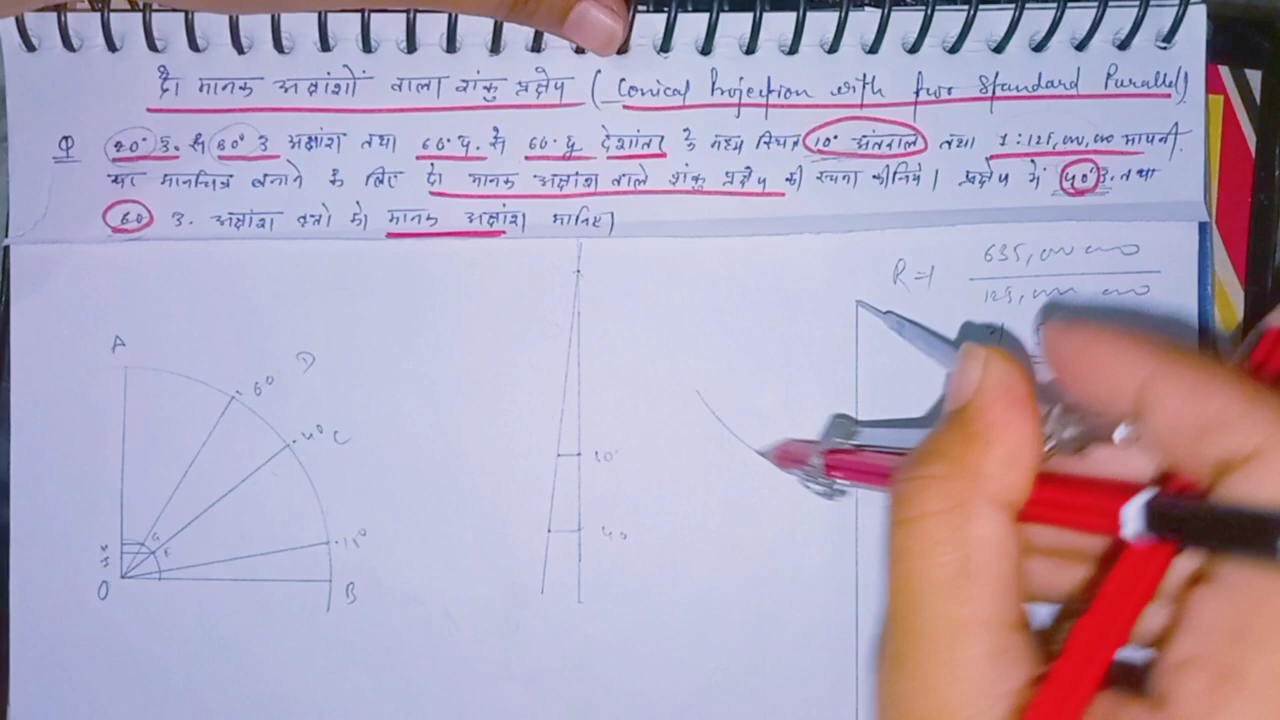 दो मानक अक्षांशों वाला शंकु प्रक्षेप (Conical Projection with two Standard Parallel)
Q 20° उ. से 80° उ अक्षांश तथा 60° पू. से 60° पू देशांतर के मध्य स्थित 10° अंतराल तथा 1:125,000,000 मापनी.
या मानचित्र बनाने के लिए दो मानक अक्षांश वाले शंकु प्रक्षेप की रचना कीजिये। प्रक्षेप में 40° उ. तथा
60 उ. अक्षांश वृत्तो को मानक अक्षांश मानिए।
R ⇒ 635,000 000
125,000 000
A
60 D
40 C
10°
G
F
O
B
40